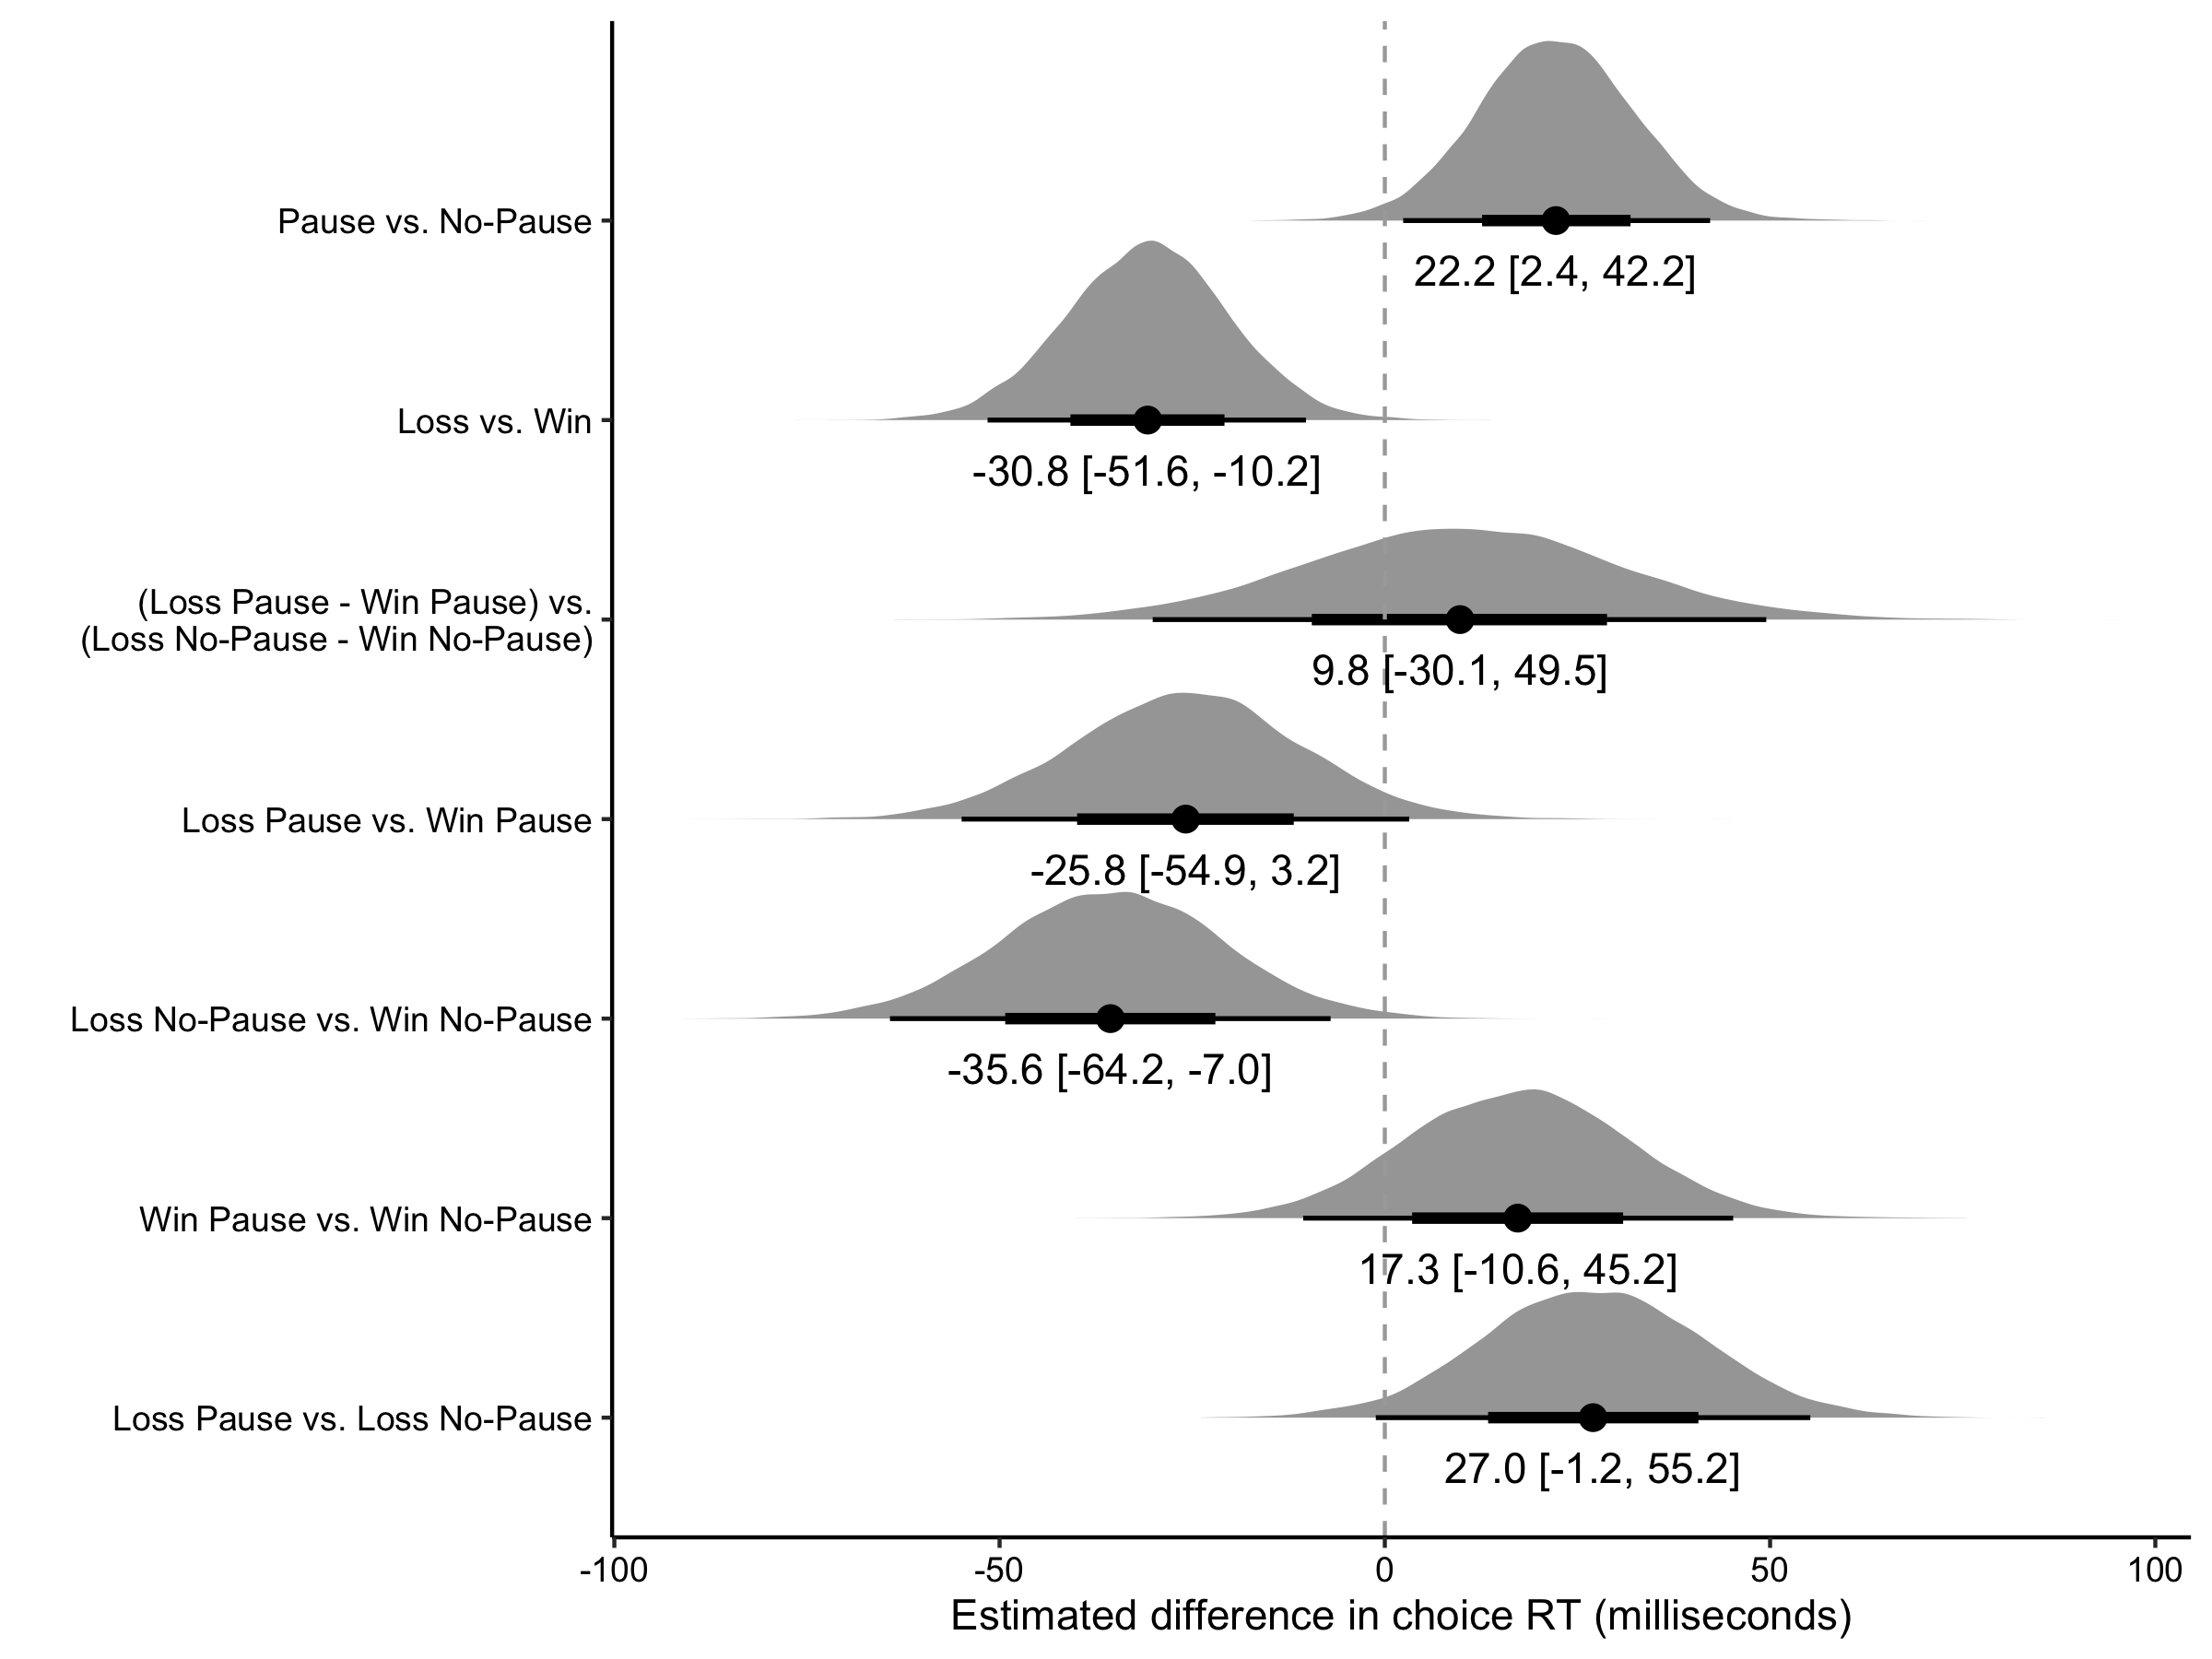 Pause vs. No-Pause
22.2 [2.4, 42.2]
Loss vs. Win
-30.8 [-51.6, -10.2]
(Loss Pause - Win Pause) vs.
(Loss No-Pause - Win No-Pause)
9.8 [-30.1, 49.5]
Loss Pause vs. Win Pause
-25.8 [-54.9, 3.2]
Loss No-Pause vs. Win No-Pause
-35.6 [-64.2, -7.0]
Win Pause vs. Win No-Pause
17.3 [-10.6, 45.2]
Loss Pause vs. Loss No-Pause
27.0 [-1.2, 55.2]
-100 -50 0 50 100
Estimated difference in choice RT (milliseconds)